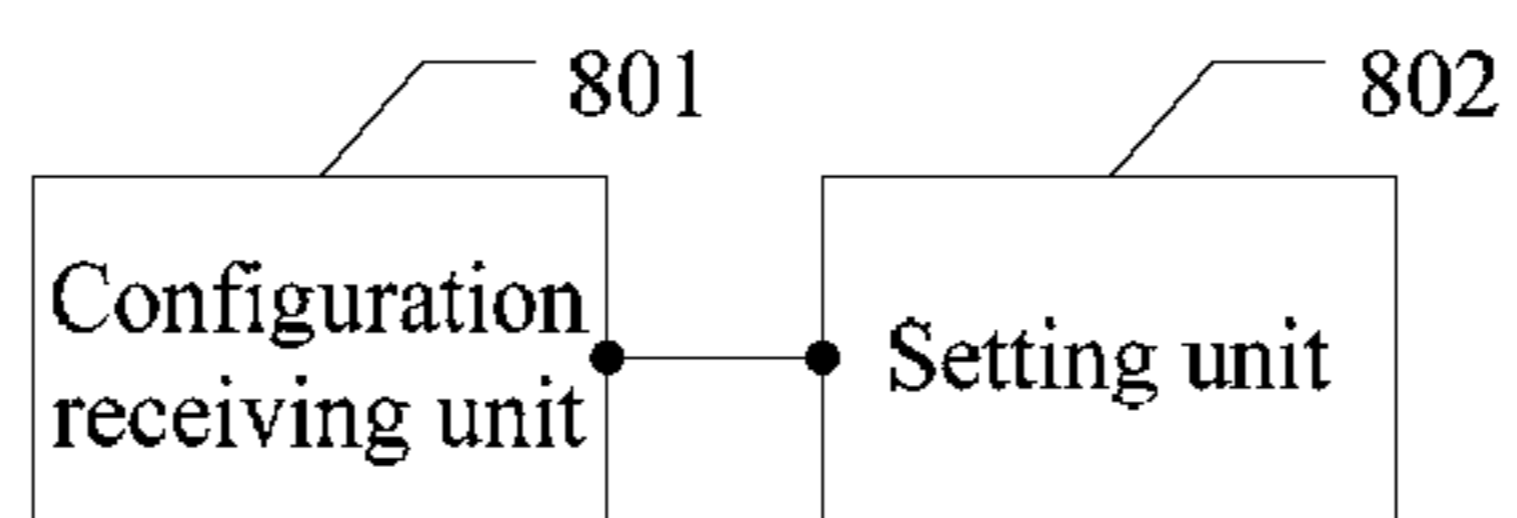 801
802
Configuration
receiving unit
Setting unit